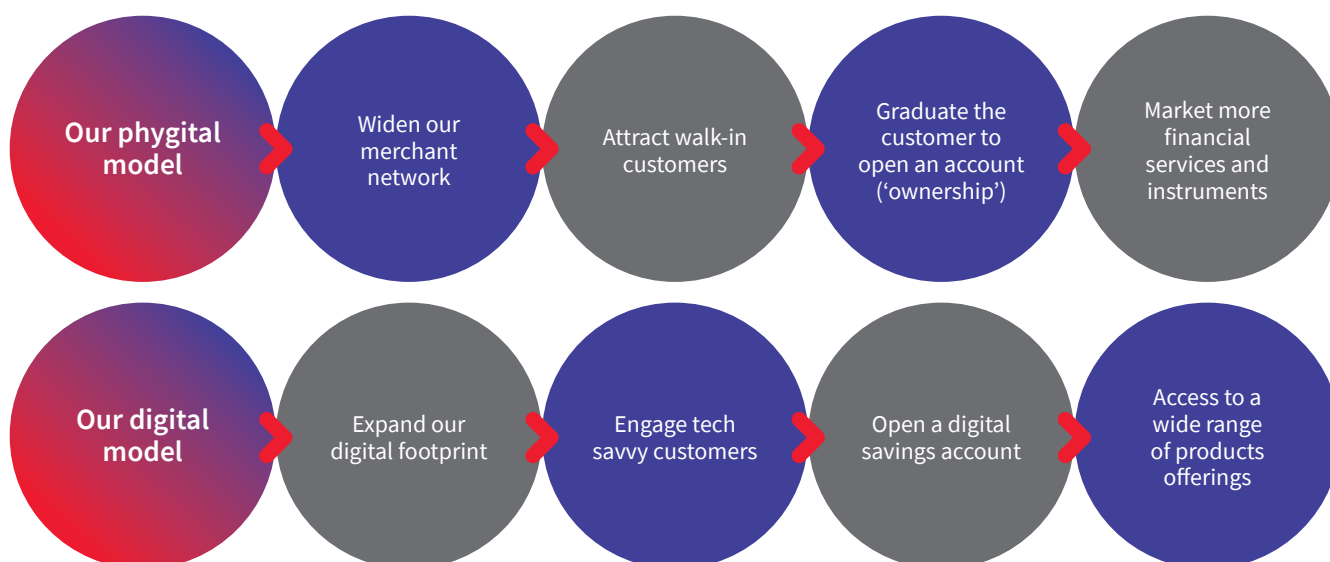 Our phygital
model
Widen our
merchant
network
Attract walk-in
customers
Graduate the
customer to
open an account
(‘ownership’)
Market more
financial
services and
instruments
Our digital
model
Expand our
digital footprint
Engage tech
savvy customers
Open a digital
savings account
Access to a
wide range
of products
offerings